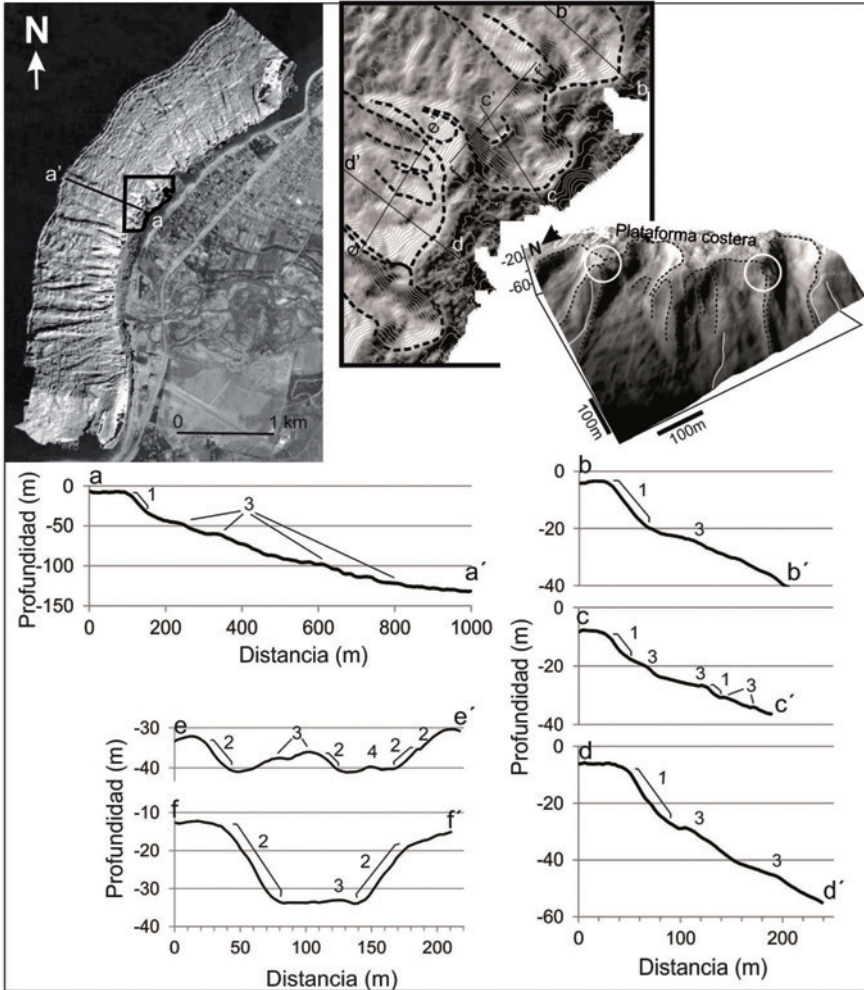 N
a'
a
0 1 km
b'
b
c'
f'
e'
d'
c
d
Plataforma costera
N
-20
-60
100m
100m
a
0
-50
-100
-150
Profundidad (m)
1
3
a´
0 200 400 600 800 1000
Distancia (m)
b
0
-20
-40
Profundidad (m)
1
3
b´
c
0
-20
-40
Profundidad (m)
1
3
3
1
3
c´
d
0
-20
-40
-60
Profundidad (m)
1
3
3
d´
0 100 200
Distancia (m)
e
-30
-40
Profundidad (m)
2
3
2
4
2
e´
f
-10
-20
-30
-40
2
3
2
f´
0 50 100 150 200
Distancia (m)